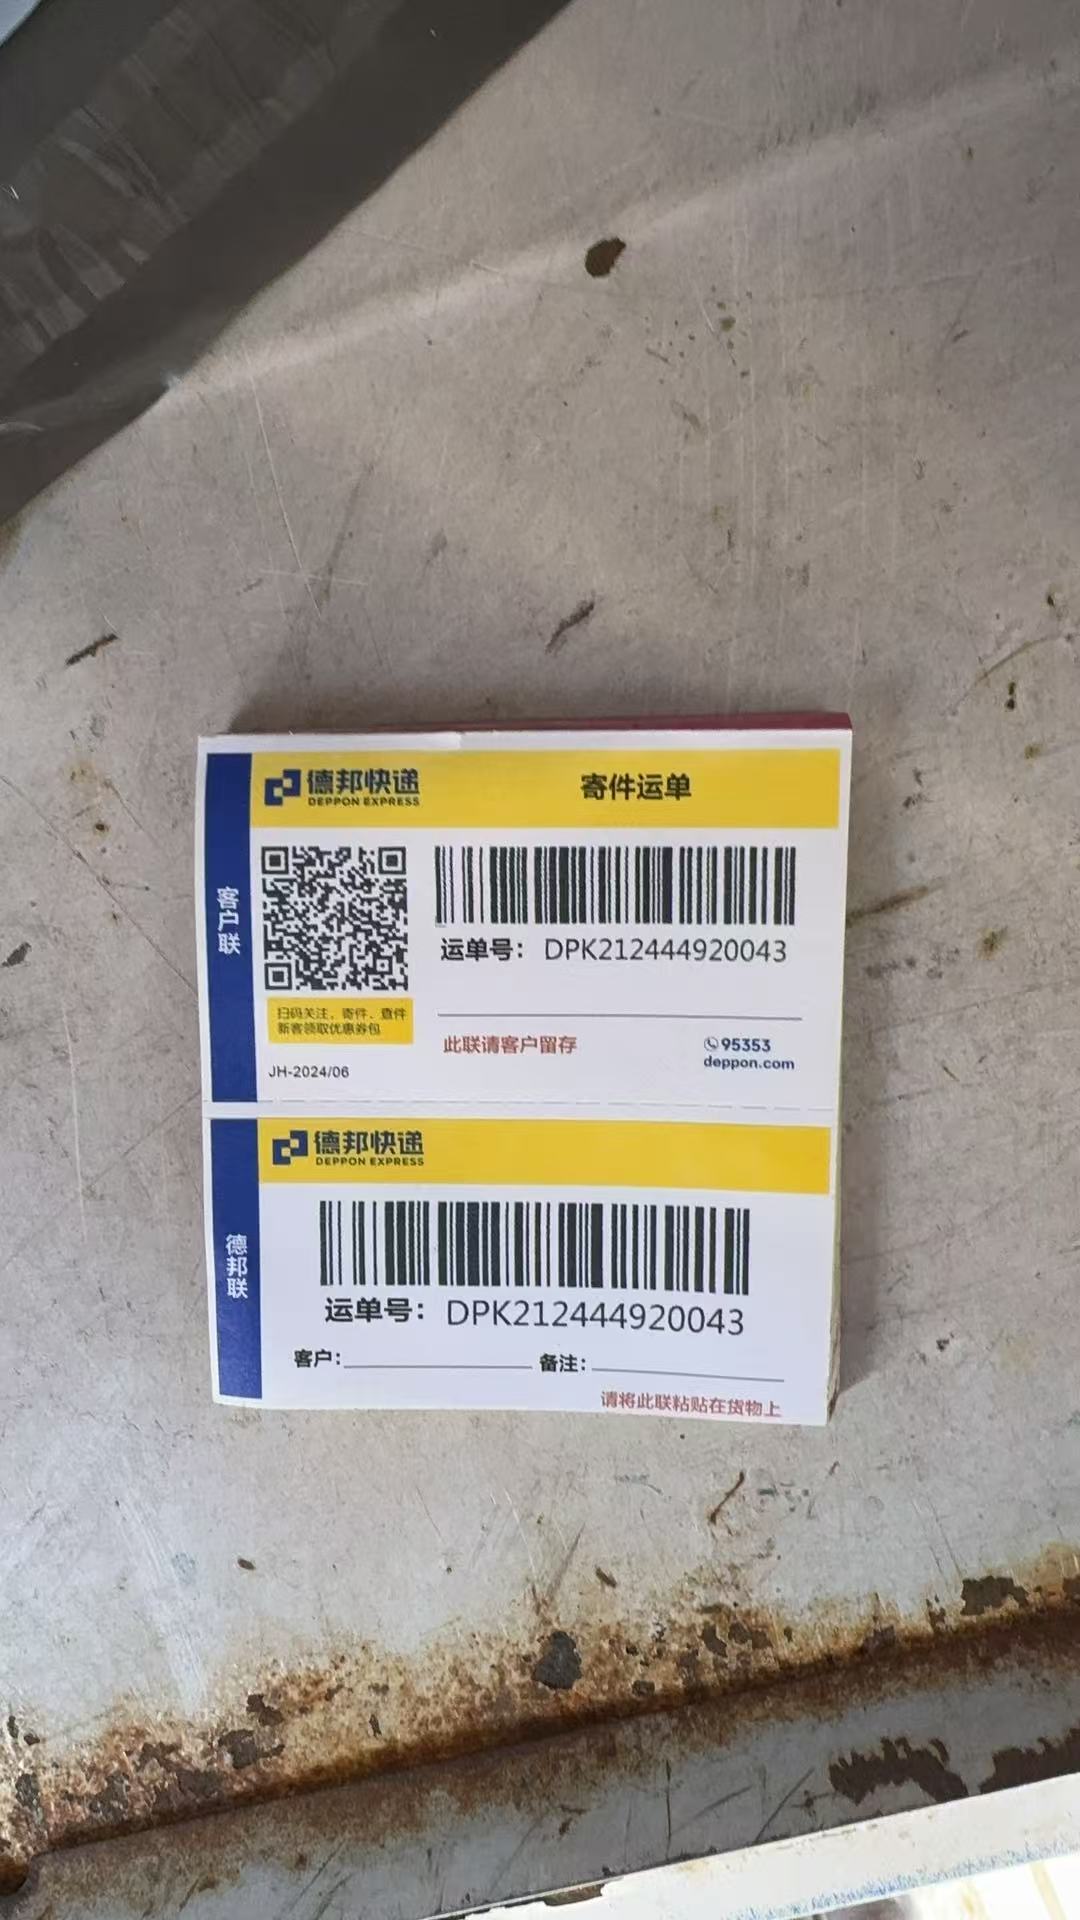 德邦快递
DEPPON EXPRESS
寄件运单
客户联
运单号： DPK212444920043
扫码关注，寄件、查件
新客领取优惠券包
此联请客户留存
95353
deppon.com
JH-2024/06
德邦快递
DEPPON EXPRESS
德邦联
运单号： DPK212444920043
客户： 备注：
请将此联粘贴在货物上